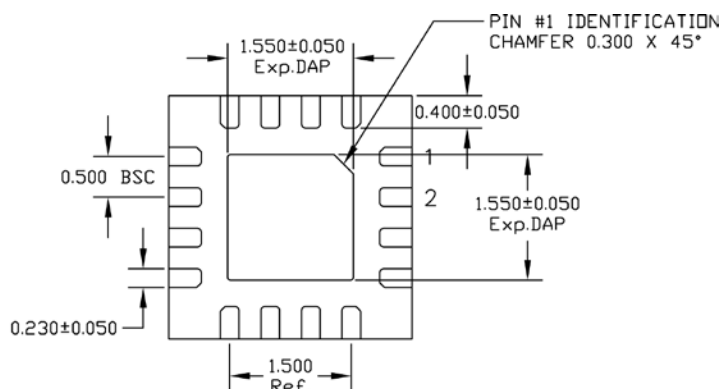 PIN #1 IDENTIFICATION
CHAMFER 0.300 X 45°
1.550±0.050
Exp.DAP
0.400±0.050
1
0.500 BSC
2
1.550±0.050
Exp.DAP
0.230±0.050
1.500
Ref